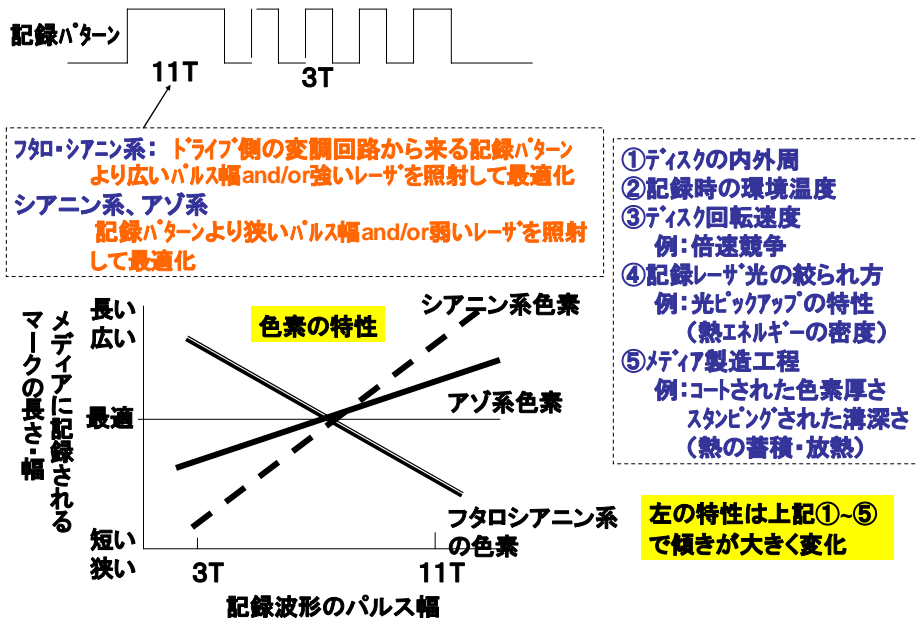 記録パターン
11T
3T
フタロ・シアニン系： ドライブ側の変調回路から来る記録パターン
より広いパルス幅and/or強いレーザを照射して最適化
シアニン系、アゾ系
記録パターンより狭いパルス幅and/or弱いレーザを照射
して最適化
①ディスクの内外周
②記録時の環境温度
③ディスク回転速度
例：倍速競争
④記録レーザ光の絞られ方
例：光ピックアップの特性
（熱エネルギーの密度）
⑤メディア製造工程
例：コートされた色素厚さ
スタンピングされた溝深さ
（熱の蓄積・放熱）
メディアに記録される
マークの長さ・幅
長い
広い
最適
短い
狭い
色素の特性
シアニン系色素
アゾ系色素
フタロシアニン系
の色素
3T
11T
記録波形のパルス幅
左の特性は上記①~⑤
で傾きが大きく変化